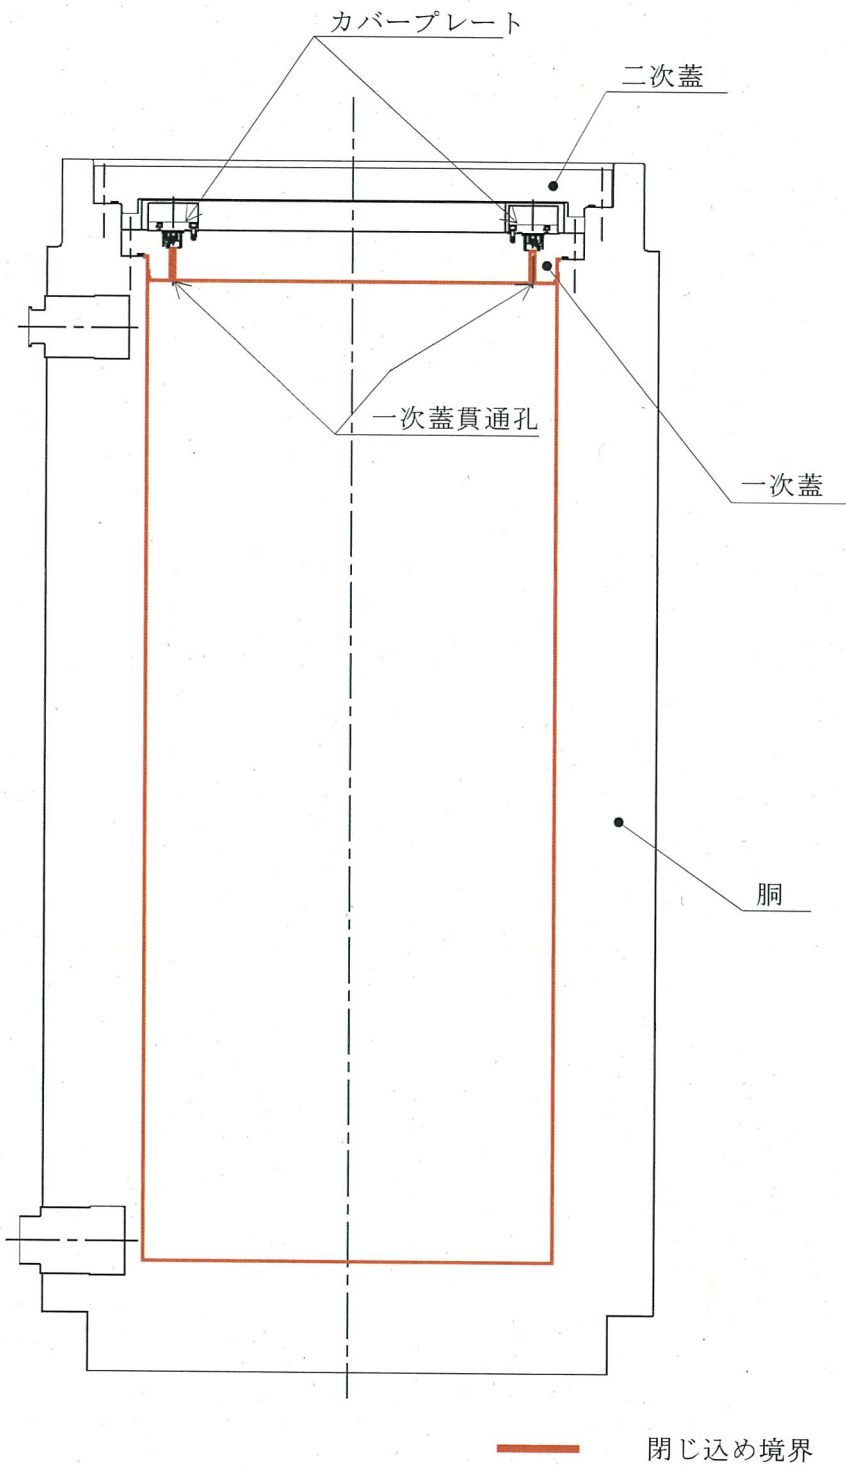 カバープレート
二次蓋
一次蓋貫通孔
一次蓋
胴
閉じ込め境界